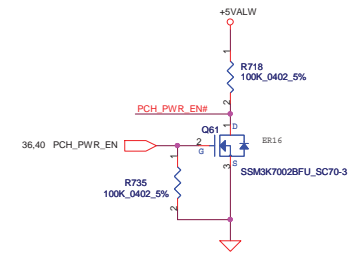 +5VALW
1
R718
100K_0402_5%
2
PCH_PWR_EN#
Q61
1
D
36,40 PCH_PWR_EN
2
G
ER16
S
3
SSM3K7002BFU_SC70-3
1
R735
100K_0402_5%
2